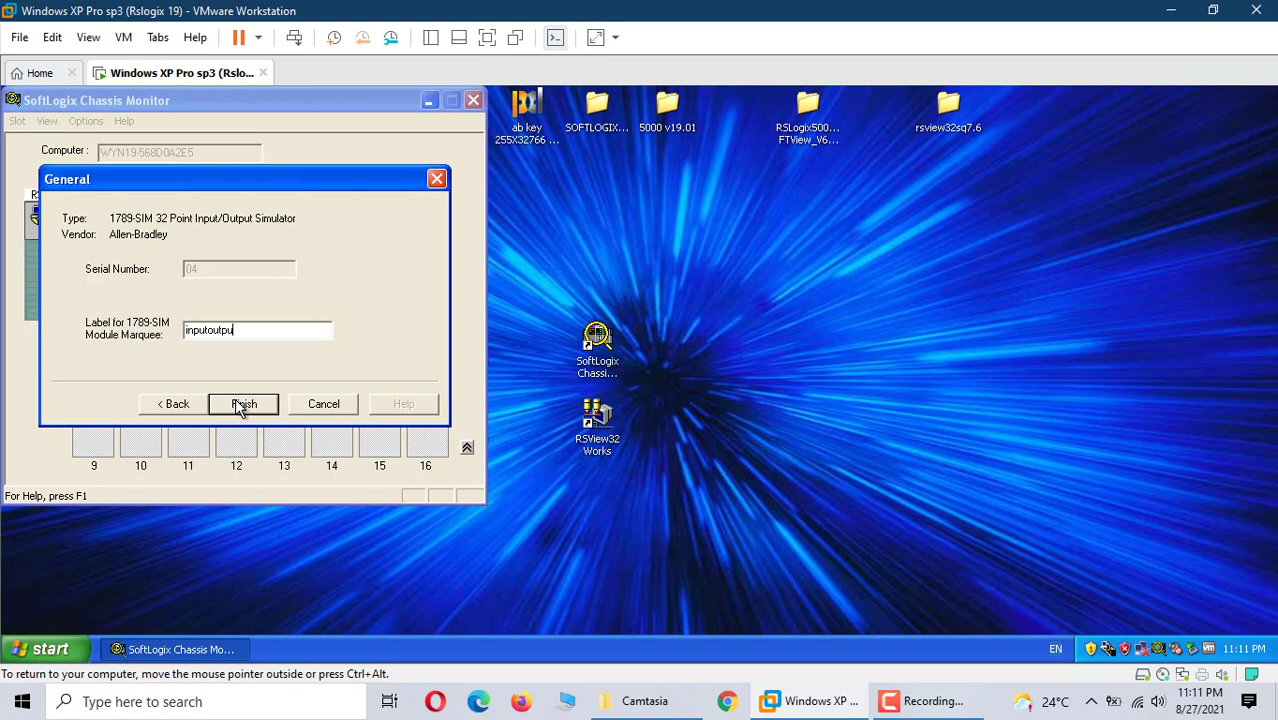 Windows XP Pro sp3 (Rslogix 19) - VMware Workstation
File Edit View VM Tabs Help
Home
Windows XP Pro sp3 (Rslo...
SoftLogix Chassis Monitor
Slot View Options Help
Computer : WYN19-568D0A2E5
General
Type: 1789-SIM 32 Point Input/Output Simulator
Vendor: Allen-Bradley
Serial Number: 04
Label for 1789-SIM
Module Marquee: inputoutpu
< Back Finish Cancel Help
9 10 11 12 13 14 15 16
For Help, press F1
ab key
255X32766 ...
SOFTLOGIX...
5000 v19.01
RSLogix500...
FTView_V6...
rsview32sq7.6
SoftLogix
Chassi...
RSView32
Works
start
SoftLogix Chassis Mo...
EN
11:11 PM
To return to your computer, move the mouse pointer outside or press Ctrl+Alt.
Type here to search
Camtasia
Windows XP ...
Recording...
24°C
11:11 PM
8/27/2021